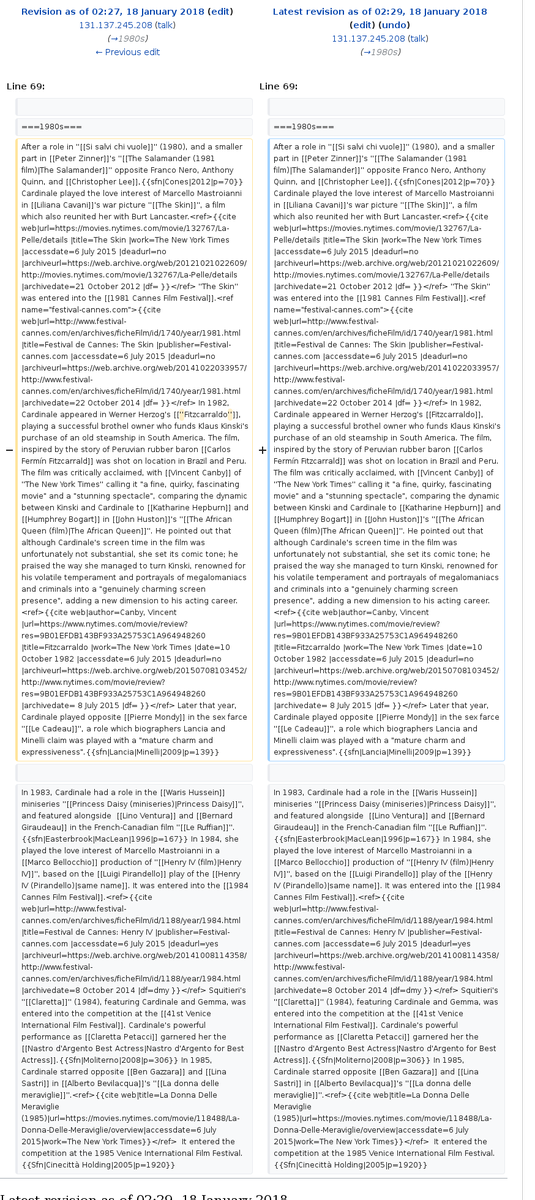 Revision as of 02:27, 18 January 2018 (edit)
131.137.245.208 (talk)
(→1980s)
← Previous edit
Latest revision as of 02:29, 18 January 2018
(edit) (undo)
131.137.245.208 (talk)
(→1980s)
Line 69:
===1980s===
−
After a role in ''[[Si salvi chi vuole]]'' (1980), and a smaller
part in [[Peter Zinner]]'s ''[[The Salamander (1981
film)|The Salamander]]'' opposite Franco Nero, Anthony
Quinn, and [[Christopher Lee]],{{sfn|Cones|2012|p=70}}
Cardinale played the love interest of Marcello Mastroianni
in [[Liliana Cavani]]'s war picture ''[[The Skin]]'', a film
which also reunited her with Burt Lancaster.<ref>{{cite
web|url=https://movies.nytimes.com/movie/132767/La-
Pelle/details |title=The Skin |work=The New York Times
|accessdate=6 July 2015 |deadurl=no
|archiveurl=https://web.archive.org/web/20121021022609/
http://movies.nytimes.com/movie/132767/La-Pelle/details
|archivedate=21 October 2012 |df= }}</ref> ''The Skin''
was entered into the [[1981 Cannes Film Festival]].<ref
name="festival-cannes.com">{{cite
web|url=http://www.festival-
cannes.com/en/archives/ficheFilm/id/1740/year/1981.html
|title=Festival de Cannes: The Skin |publisher=Festival-
cannes.com |accessdate=6 July 2015 |deadurl=no
|archiveurl=https://web.archive.org/web/20141022033957/
http://www.festival-
cannes.com/en/archives/ficheFilm/id/1740/year/1981.html
|archivedate=22 October 2014 |df= }}</ref> In 1982,
Cardinale appeared in Werner Herzog's [[''Fitzcarraldo'']],
playing a successful brothel owner who funds Klaus Kinski's
purchase of an old steamship in South America. The film,
inspired by the story of Peruvian rubber baron [[Carlos
Fermín Fitzcarrald]] was shot on location in Brazil and Peru.
The film was critically acclaimed, with [[Vincent Canby]] of
''The New York Times'' calling it "a fine, quirky, fascinating
movie" and a "stunning spectacle", comparing the dynamic
between Kinski and Cardinale to [[Katharine Hepburn]] and
[[Humphrey Bogart]] in [[John Huston]]'s ''[[The African
Queen (film)|The African Queen]]''. He pointed out that
although Cardinale's screen time in the film was
unfortunately not substantial, she set its comic tone; he
praised the way she managed to turn Kinski, renowned for
his volatile temperament and portrayals of megalomaniacs
and criminals into a "genuinely charming screen
presence", adding a new dimension to his acting career.
<ref>{{cite web|author=Canby, Vincent
|url=https://www.nytimes.com/movie/review?
res=9B01EFDB143BF933A25753C1A964948260
|title=Fitzcarraldo |work=The New York Times |date=10
October 1982 |accessdate=6 July 2015 |deadurl=no
|archiveurl=https://web.archive.org/web/20150708103452/
http://www.nytimes.com/movie/review?
res=9B01EFDB143BF933A25753C1A964948260
|archivedate= 8 July 2015 |df= }}</ref> Later that year,
Cardinale played opposite [[Pierre Mondy]] in the sex farce
''[[Le Cadeau]]'', a role which biographers Lancia and
Minelli claim was played with a "mature charm and
expressiveness".{{sfn|Lancia|Minelli|2009|p=139}}
In 1983, Cardinale had a role in the [[Waris Hussein]]
miniseries ''[[Princess Daisy (miniseries)|Princess Daisy]]'',
and featured alongside  [[Lino Ventura]] and [[Bernard
Giraudeau]] in the French-Canadian film ''[[Le Ruffian]]''.
{{sfn|Easterbrook|MacLean|1996|p=167}} In 1984, she
played the love interest of Marcello Mastroianni in a
[[Marco Bellocchio]] production of ''[[Henry IV (film)|Henry
IV]]'', based on the [[Luigi Pirandello]] play of the [[Henry
IV (Pirandello)|same name]]. It was entered into the [[1984
Cannes Film Festival]].<ref>{{cite
web|url=http://www.festival-
cannes.com/en/archives/ficheFilm/id/1188/year/1984.html
|title=Festival de Cannes: Henry IV |publisher=Festival-
cannes.com |accessdate=6 July 2015 |deadurl=yes
|archiveurl=https://web.archive.org/web/20141008114358/
http://www.festival-
cannes.com/en/archives/ficheFilm/id/1188/year/1984.html
|archivedate=8 October 2014 |df=dmy }}</ref> Squitieri's
''[[Claretta]]'' (1984), featuring Cardinale and Gemma, was
entered into the competition at the [[41st Venice
International Film Festival]]. Cardinale's powerful
performance as [[Claretta Petacci]] garnered her the
[[Nastro d'Argento Best Actress|Nastro d'Argento for Best
Actress]].{{Sfn|Moliterno|2008|p=306}} In 1985,
Cardinale starred opposite [[Ben Gazzara]] and [[Lina
Sastri]] in [[Alberto Bevilacqua]]'s ''[[La donna delle
meraviglie]]''.<ref>{{cite web|title=La Donna Delle
Meraviglie
(1985)|url=https://movies.nytimes.com/movie/118488/La-
Donna-Delle-Meraviglie/overview|accessdate=6 July
2015|work=The New York Times}}</ref>  It entered the
competition at the 1985 Venice International Film Festival.
{{Sfn|Cinecittà Holding|2005|p=1920}}
Line 69:
===1980s===
+
After a role in ''[[Si salvi chi vuole]]'' (1980), and a smaller
part in [[Peter Zinner]]'s ''[[The Salamander (1981
film)|The Salamander]]'' opposite Franco Nero, Anthony
Quinn, and [[Christopher Lee]],{{sfn|Cones|2012|p=70}}
Cardinale played the love interest of Marcello Mastroianni
in [[Liliana Cavani]]'s war picture ''[[The Skin]]'', a film
which also reunited her with Burt Lancaster.<ref>{{cite
web|url=https://movies.nytimes.com/movie/132767/La-
Pelle/details |title=The Skin |work=The New York Times
|accessdate=6 July 2015 |deadurl=no
|archiveurl=https://web.archive.org/web/20121021022609/
http://movies.nytimes.com/movie/132767/La-Pelle/details
|archivedate=21 October 2012 |df= }}</ref> ''The Skin''
was entered into the [[1981 Cannes Film Festival]].<ref
name="festival-cannes.com">{{cite
web|url=http://www.festival-
cannes.com/en/archives/ficheFilm/id/1740/year/1981.html
|title=Festival de Cannes: The Skin |publisher=Festival-
cannes.com |accessdate=6 July 2015 |deadurl=no
|archiveurl=https://web.archive.org/web/20141022033957/
http://www.festival-
cannes.com/en/archives/ficheFilm/id/1740/year/1981.html
|archivedate=22 October 2014 |df= }}</ref> In 1982,
Cardinale appeared in Werner Herzog's [[Fitzcarraldo]],
playing a successful brothel owner who funds Klaus Kinski's
purchase of an old steamship in South America. The film,
inspired by the story of Peruvian rubber baron [[Carlos
Fermín Fitzcarrald]] was shot on location in Brazil and Peru.
The film was critically acclaimed, with [[Vincent Canby]] of
''The New York Times'' calling it "a fine, quirky, fascinating
movie" and a "stunning spectacle", comparing the dynamic
between Kinski and Cardinale to [[Katharine Hepburn]] and
[[Humphrey Bogart]] in [[John Huston]]'s ''[[The African
Queen (film)|The African Queen]]''. He pointed out that
although Cardinale's screen time in the film was
unfortunately not substantial, she set its comic tone; he
praised the way she managed to turn Kinski, renowned for
his volatile temperament and portrayals of megalomaniacs
and criminals into a "genuinely charming screen
presence", adding a new dimension to his acting career.
<ref>{{cite web|author=Canby, Vincent
|url=https://www.nytimes.com/movie/review?
res=9B01EFDB143BF933A25753C1A964948260
|title=Fitzcarraldo |work=The New York Times |date=10
October 1982 |accessdate=6 July 2015 |deadurl=no
|archiveurl=https://web.archive.org/web/20150708103452/
http://www.nytimes.com/movie/review?
res=9B01EFDB143BF933A25753C1A964948260
|archivedate= 8 July 2015 |df= }}</ref> Later that year,
Cardinale played opposite [[Pierre Mondy]] in the sex farce
''[[Le Cadeau]]'', a role which biographers Lancia and
Minelli claim was played with a "mature charm and
expressiveness".{{sfn|Lancia|Minelli|2009|p=139}}
In 1983, Cardinale had a role in the [[Waris Hussein]]
miniseries ''[[Princess Daisy (miniseries)|Princess Daisy]]'',
and featured alongside  [[Lino Ventura]] and [[Bernard
Giraudeau]] in the French-Canadian film ''[[Le Ruffian]]''.
{{sfn|Easterbrook|MacLean|1996|p=167}} In 1984, she
played the love interest of Marcello Mastroianni in a
[[Marco Bellocchio]] production of ''[[Henry IV (film)|Henry
IV]]'', based on the [[Luigi Pirandello]] play of the [[Henry
IV (Pirandello)|same name]]. It was entered into the [[1984
Cannes Film Festival]].<ref>{{cite
web|url=http://www.festival-
cannes.com/en/archives/ficheFilm/id/1188/year/1984.html
|title=Festival de Cannes: Henry IV |publisher=Festival-
cannes.com |accessdate=6 July 2015 |deadurl=yes
|archiveurl=https://web.archive.org/web/20141008114358/
http://www.festival-
cannes.com/en/archives/ficheFilm/id/1188/year/1984.html
|archivedate=8 October 2014 |df=dmy }}</ref> Squitieri's
''[[Claretta]]'' (1984), featuring Cardinale and Gemma, was
entered into the competition at the [[41st Venice
International Film Festival]]. Cardinale's powerful
performance as [[Claretta Petacci]] garnered her the
[[Nastro d'Argento Best Actress|Nastro d'Argento for Best
Actress]].{{Sfn|Moliterno|2008|p=306}} In 1985,
Cardinale starred opposite [[Ben Gazzara]] and [[Lina
Sastri]] in [[Alberto Bevilacqua]]'s ''[[La donna delle
meraviglie]]''.<ref>{{cite web|title=La Donna Delle
Meraviglie
(1985)|url=https://movies.nytimes.com/movie/118488/La-
Donna-Delle-Meraviglie/overview|accessdate=6 July
2015|work=The New York Times}}</ref>  It entered the
competition at the 1985 Venice International Film Festival.
{{Sfn|Cinecittà Holding|2005|p=1920}}
Latest revision as of 02:29, 18 January 2018